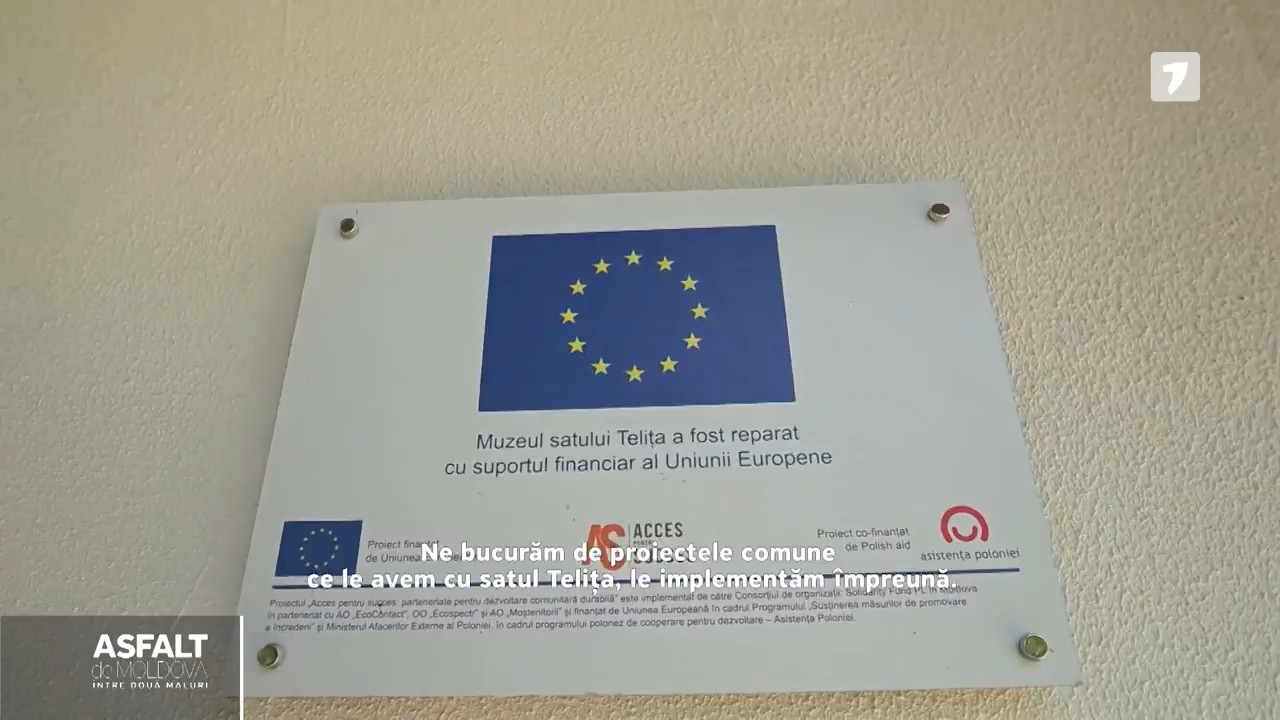 7
Muzeul satului Telița a fost reparat
cu suportul financiar al Uniunii Europene
Proiect finanțat
de Uniunea
AS ACCES
Proiect co-finanțat
de Polish aid
asistența poloniei
Ne bucurăm de proiectele comune
ce le avem cu satul Telița, le implementăm împreună.
Proiectul „Acces pentru succes: parteneriate pentru dezvoltare comunitară durabilă” este implementat de către Consorțiul de organizații: Solidarity Fund PL în Moldova
în parteneriat cu AO „EcoContact”, OO „Ecospectr” și AO „Moștenitorii” și finanțat de Uniunea Europeană în cadrul Programului „Susținerea măsurilor de promovare
a încrederii” și Ministerul Afacerilor Externe al Poloniei, în cadrul programului polonez de cooperare pentru dezvoltare – Asistența Poloniei.
ASFALT
de MOLDOVA
ÎNTRE DOUĂ MALURI